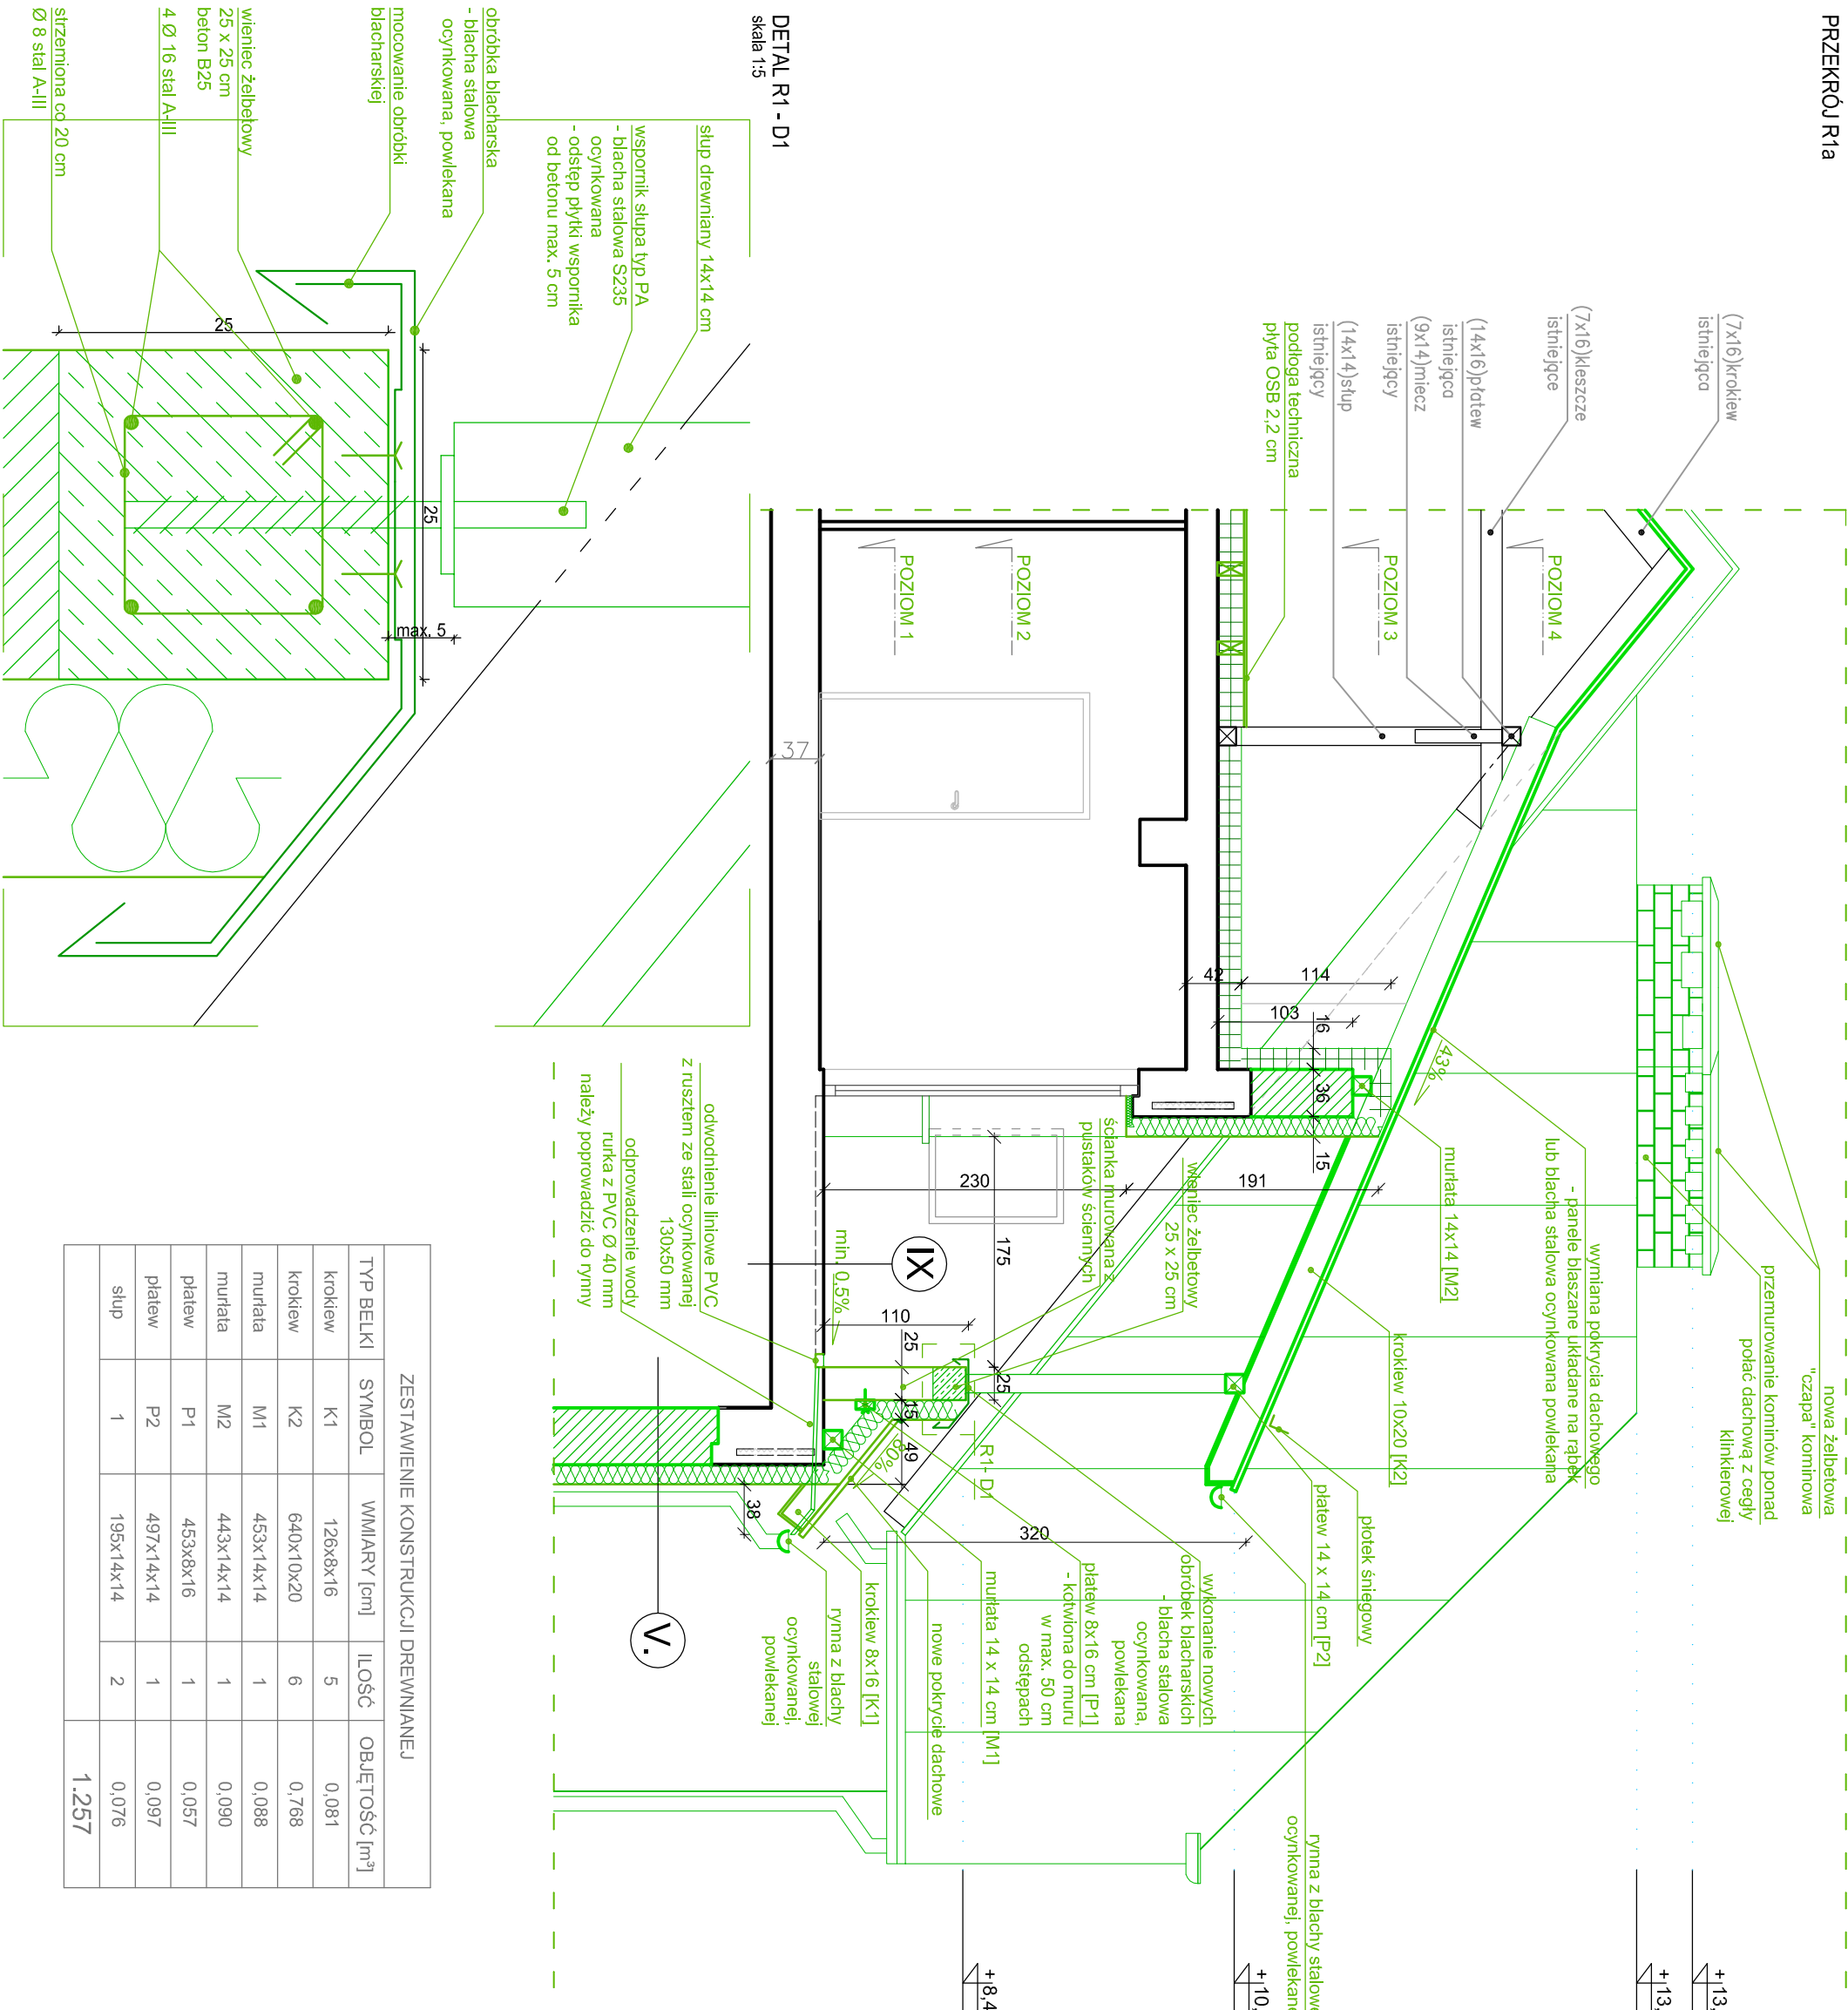 PRZEKRÓJ R1a
nowa żelbetowa
"czapa" kominowa
przemurowanie kominów ponad
połać dachową z cegły
klinkierowej
(7x16)krokiew
istniejąca
(7x16)kleszcze
istniejące
(14x16)płatew
istniejąca
(9x14)miecz
istniejący
(14x14)słup
istniejący
podłoga techniczna
płyta OSB 2,2 cm
POZIOM 4
POZIOM 3
POZIOM 2
POZIOM 1
wymiana pokrycia dachowego
- panele blaszane układane na rąbek
lub blacha stalowa ocynkowana powlekana
43%
murłata 14x14 [M2]
krokiew 10x20 [K2]
płotek śniegowy
płatew 14 x 14 cm [P2]
rynna z blachy stalowe
ocynkowanej, powlekane
42
114
103
16
36
15
37
230
191
175
25
110
25
15
49
38
320
80%
min. 0,5%
IX
V.
R1- D1
wieniec żelbetowy
25 x 25 cm
ścianka murowana z
pustaków ściennych
odwodnienie liniowe PVC
z rusztem ze stali ocynkowanej
130x50 mm
odprowadzenie wody
rurka z PVC Ø 40 mm
należy poprowadzić do rynny
wykonanie nowych
obróbek blacharskich
- blacha stalowa
ocynkowana,
powlekana
płatew 8x16 cm [P1]
- kotwiona do muru
w max. 50 cm
odstępach
murłata 14 x 14 cm [M1]
nowe pokrycie dachowe
krokiew 8x16 [K1]
rynna z blachy
stalowej
ocynkowanej,
powlekanej
+13,
+13,
+10,
+8,4
DETAL R1 - D1
skala 1:5
słup drewniany 14x14 cm
wspornik słupa typ PA
- blacha stalowa S235
ocynkowana
- odstęp płytki wspornika
od betonu max. 5 cm
obróbka blacharska
- blacha stalowa
ocynkowana, powlekana
mocowanie obróbki
blacharskiej
wieniec żelbetowy
25 x 25 cm
beton B25
4 Ø 16 stal A-III
strzemiona co 20 cm
Ø 8 stal A-III
25
25
max. 5
ZESTAWIENIE KONSTRUKCJI DREWNIANEJ
TYP BELKI SYMBOL WMIARY [cm] ILOŚĆ OBJĘTOŚĆ [m³]
krokiew K1 126x8x16 5 0,081
krokiew K2 640x10x20 6 0,768
murłata M1 453x14x14 1 0,088
murłata M2 443x14x14 1 0,090
płatew P1 453x8x16 1 0,057
płatew P2 497x14x14 1 0,097
słup 1 195x14x14 2 0,076
1.257